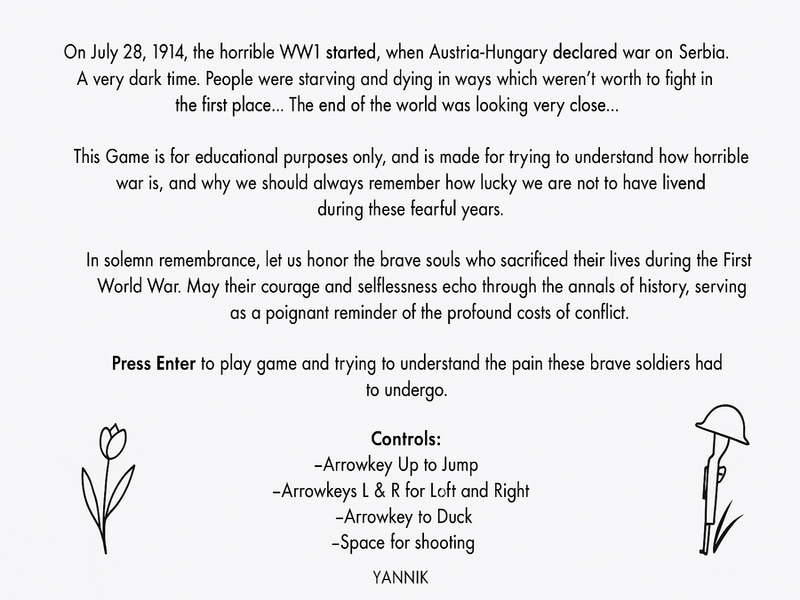 On July 28, 1914, the horrible WW1 started, when Austria-Hungary declared war on Serbia.
A very dark time. People were starving and dying in ways which weren't worth to fight in
the first place... The end of the world was looking very close...
This Game is for educational purposes only, and is made for trying to understand how horrible
war is, and why we should always remember how lucky we are not to have livend
during these fearful years.
In solemn remembrance, let us honor the brave souls who sacrificed their lives during the First
World War. May their courage and selflessness echo through the annals of history, serving
as a poignant reminder of the profound costs of conflict.
Press Enter to play game and trying to understand the pain these brave soldiers had
to undergo.
Controls:
–Arrowkey Up to Jump
–Arrowkeys L & R for Loft and Right
–Arrowkey to Duck
–Space for shooting
YANNIK